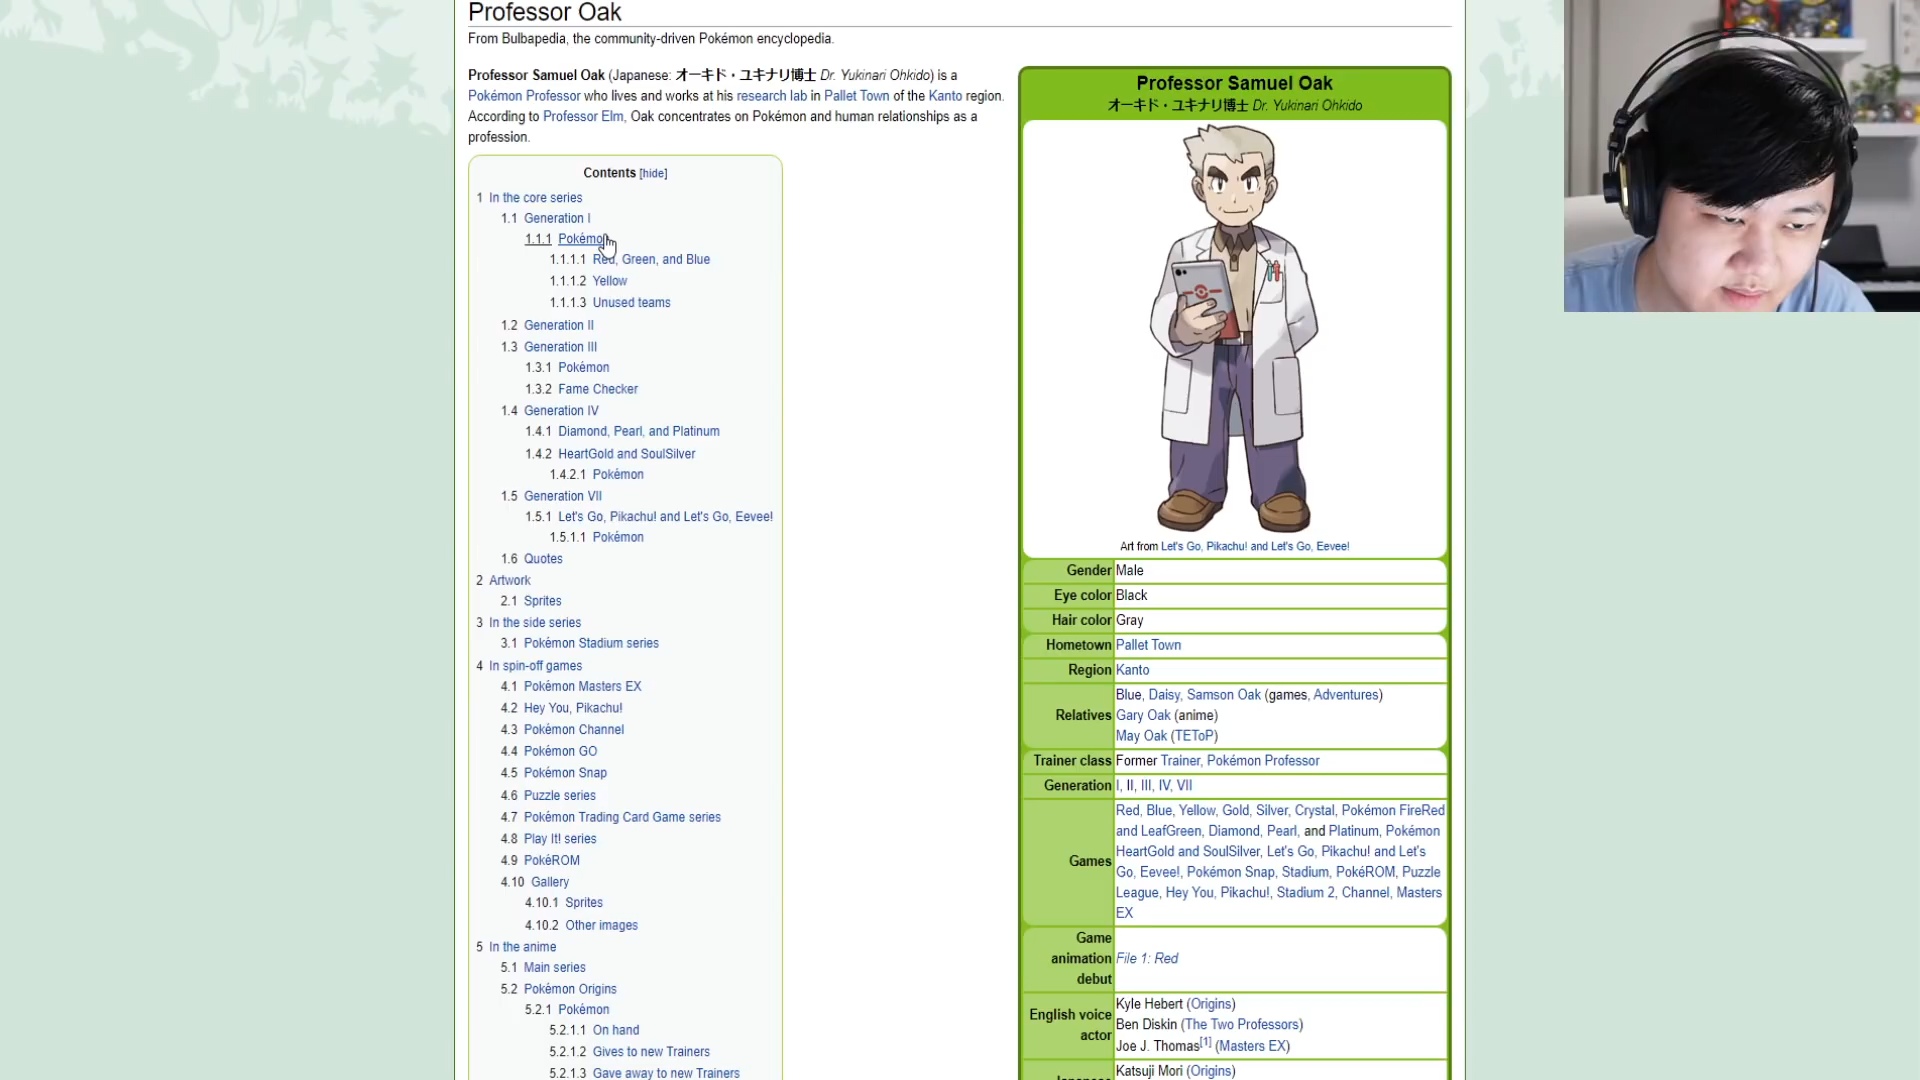 Professor Oak
From Bulbapedia, the community-driven Pokémon encyclopedia.
Professor Samuel Oak (Japanese: オーキド・ユキナリ博士 Dr. Yukinari Ohkido) is a
Pokémon Professor who lives and works at his research lab in Pallet Town of the Kanto region.
According to Professor Elm, Oak concentrates on Pokémon and human relationships as a
profession.
Contents [hide]
1 In the core series
1.1 Generation I
1.1.1 Pokémon
1.1.1.1 Red, Green, and Blue
1.1.1.2 Yellow
1.1.1.3 Unused teams
1.2 Generation II
1.3 Generation III
1.3.1 Pokémon
1.3.2 Fame Checker
1.4 Generation IV
1.4.1 Diamond, Pearl, and Platinum
1.4.2 HeartGold and SoulSilver
1.4.2.1 Pokémon
1.5 Generation VII
1.5.1 Let's Go, Pikachu! and Let's Go, Eevee!
1.5.1.1 Pokémon
1.6 Quotes
2 Artwork
2.1 Sprites
3 In the side series
3.1 Pokémon Stadium series
4 In spin-off games
4.1 Pokémon Masters EX
4.2 Hey You, Pikachu!
4.3 Pokémon Channel
4.4 Pokémon GO
4.5 Pokémon Snap
4.6 Puzzle series
4.7 Pokémon Trading Card Game series
4.8 Play It! series
4.9 PokéROM
4.10 Gallery
4.10.1 Sprites
4.10.2 Other images
5 In the anime
5.1 Main series
5.2 Pokémon Origins
5.2.1 Pokémon
5.2.1.1 On hand
5.2.1.2 Gives to new Trainers
5.2.1.3 Gave away to new Trainers
Professor Samuel Oak
オーキド・ユキナリ博士 Dr. Yukinari Ohkido
Art from Let's Go, Pikachu! and Let's Go, Eevee!
Gender Male
Eye color Black
Hair color Gray
Hometown Pallet Town
Region Kanto
Relatives Blue, Daisy, Samson Oak (games, Adventures)
Gary Oak (anime)
May Oak (TEToP)
Trainer class Former Trainer, Pokémon Professor
Generation I, II, III, IV, VII
Games Red, Blue, Yellow, Gold, Silver, Crystal, Pokémon FireRed
and LeafGreen, Diamond, Pearl, and Platinum, Pokémon
HeartGold and SoulSilver, Let's Go, Pikachu! and Let's
Go, Eevee!, Pokémon Snap, Stadium, PokéROM, Puzzle
League, Hey You, Pikachu!, Stadium 2, Channel, Masters
EX
Game
animation
debut
File 1: Red
English voice
actor
Kyle Hebert (Origins)
Ben Diskin (The Two Professors)
Joe J. Thomas[1] (Masters EX)
Katsuji Mori (Origins)